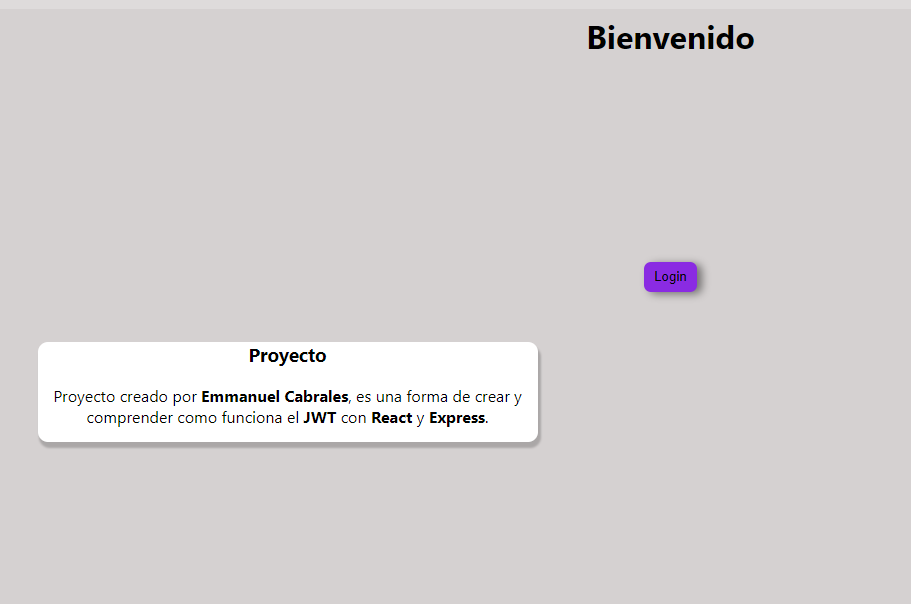 Bienvenido
Login
Proyecto
Proyecto creado por Emmanuel Cabrales, es una forma de crear y
comprender como funciona el JWT con React y Express.